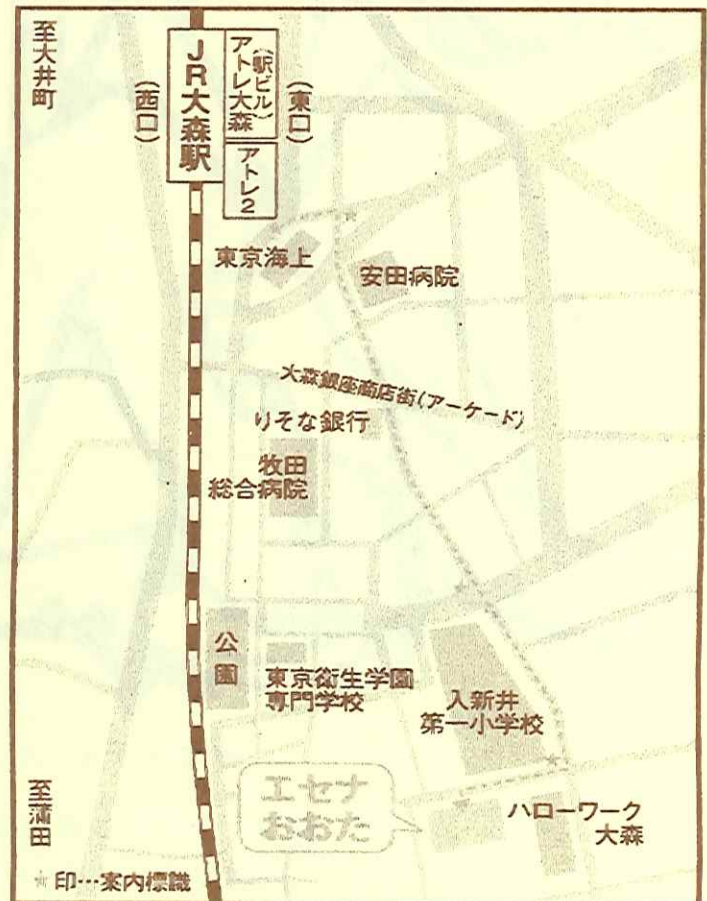 至大井町
(西口)
JR大森駅
(駅ビル)
アトレ大森
アトレ2
(東口)
東京海上
安田病院
大森銀座商店街(アーケード)
りそな銀行
牧田
総合病院
公園
東京衛生学園
専門学校
入新井
第一小学校
エセナ
おおた
ハローワーク
大森
至蒲田
☆印…案内標識